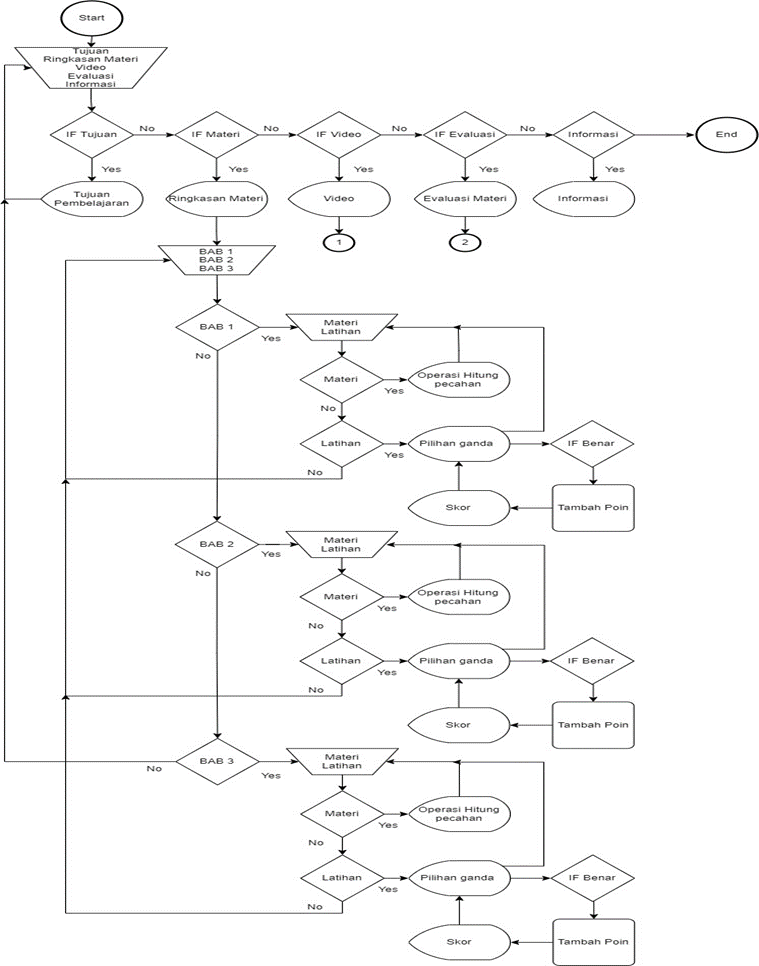 Start
Tujuan
Ringkasan Materi
Video
Evaluasi
Informasi
IF Tujuan
No
IF Materi
No
IF Video
No
IF Evaluasi
No
Informasi
End
Yes
Yes
Yes
Yes
Yes
Tujuan
Pembelajaran
Ringkasan Materi
Video
Evaluasi Materi
Informasi
1
2
BAB 1
BAB 2
BAB 3
BAB 1
Yes
No
Materi
Latihan
Materi
Yes
No
Operasi Hitung
pecahan
Latihan
Yes
No
Pilihan ganda
IF Benar
Skor
Tambah Poin
BAB 2
Yes
No
Materi
Latihan
Materi
Yes
No
Operasi Hitung
pecahan
Latihan
Yes
No
Pilihan ganda
IF Benar
Skor
Tambah Poin
BAB 3
No
Yes
Materi
Latihan
Materi
Yes
No
Operasi Hitung
pecahan
Latihan
Yes
No
Pilihan ganda
IF Benar
Skor
Tambah Poin